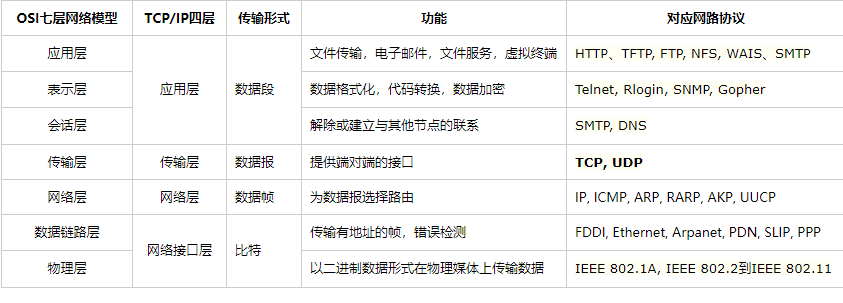 OSI七层网络模型 TCP/IP四层 传输形式 功能 对应网路协议
应用层 文件传输，电子邮件，文件服务，虚拟终端 HTTP、TFTP, FTP, NFS, WAIS、SMTP
表示层 应用层 数据段 数据格式化，代码转换，数据加密 Telnet, Rlogin, SNMP, Gopher
会话层 解除或建立与其他节点的联系 SMTP, DNS
传输层 传输层 数据报 提供端对端的接口 TCP, UDP
网络层 网络层 数据帧 为数据报选择路由 IP, ICMP, ARP, RARP, AKP, UUCP
数据链路层 传输有地址的帧，错误检测 FDDI, Ethernet, Arpanet, PDN, SLIP, PPP
网络接口层 比特
物理层 以二进制数据形式在物理媒体上传输数据 IEEE 802.1A, IEEE 802.2到IEEE 802.11